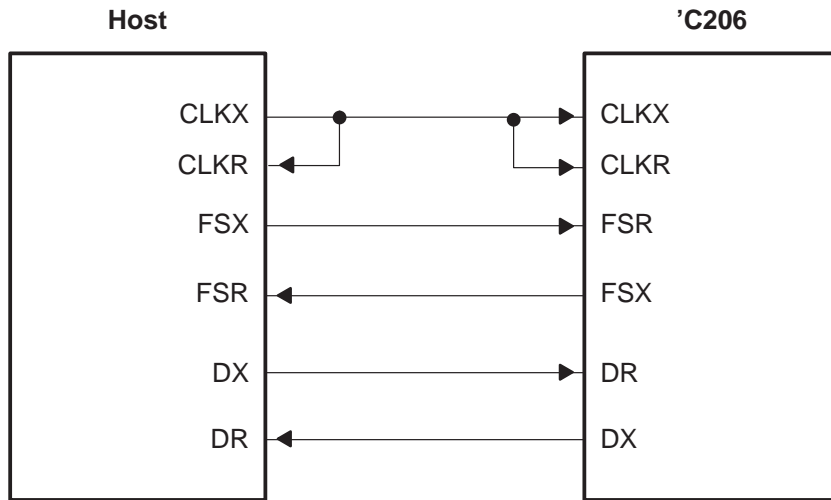 Host ’C206
CLKX CLKX
CLKR CLKR
FSX FSR
FSR FSX
DX DR
DR DX